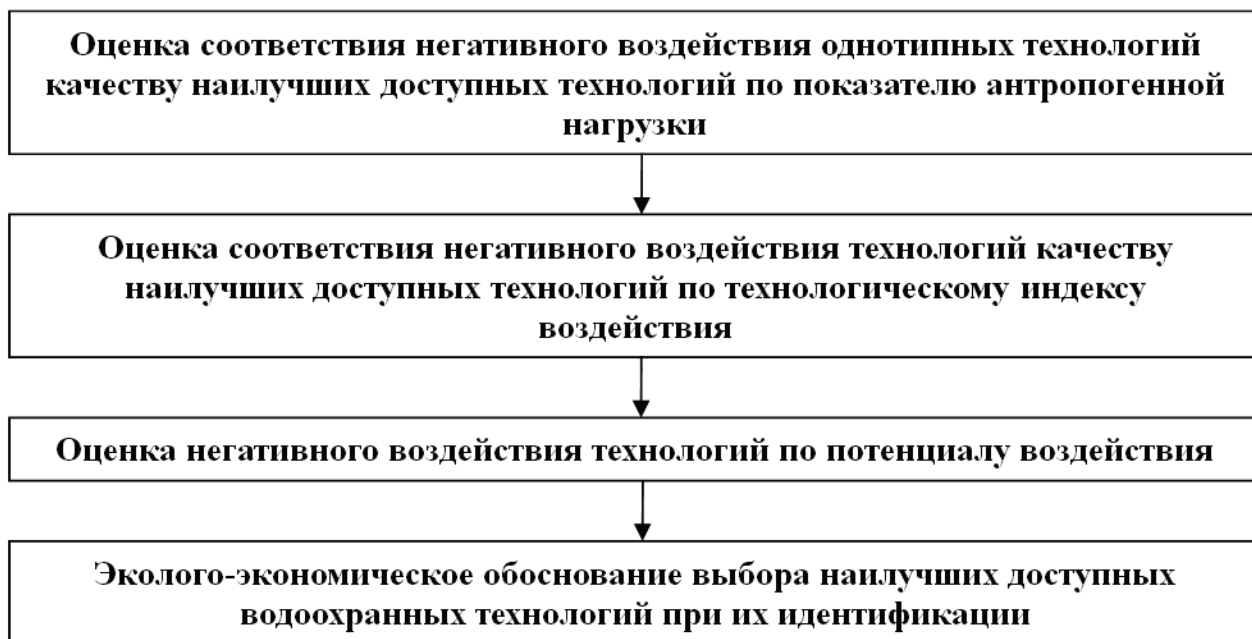 Оценка соответствия негативного воздействия однотипных технологий
качеству наилучших доступных технологий по показателю антропогенной
нагрузки
Оценка соответствия негативного воздействия технологий качеству
наилучших доступных технологий по технологическому индексу
воздействия
Оценка негативного воздействия технологий по потенциалу воздействия
Эколого-экономическое обоснование выбора наилучших доступных
водоохранных технологий при их идентификации